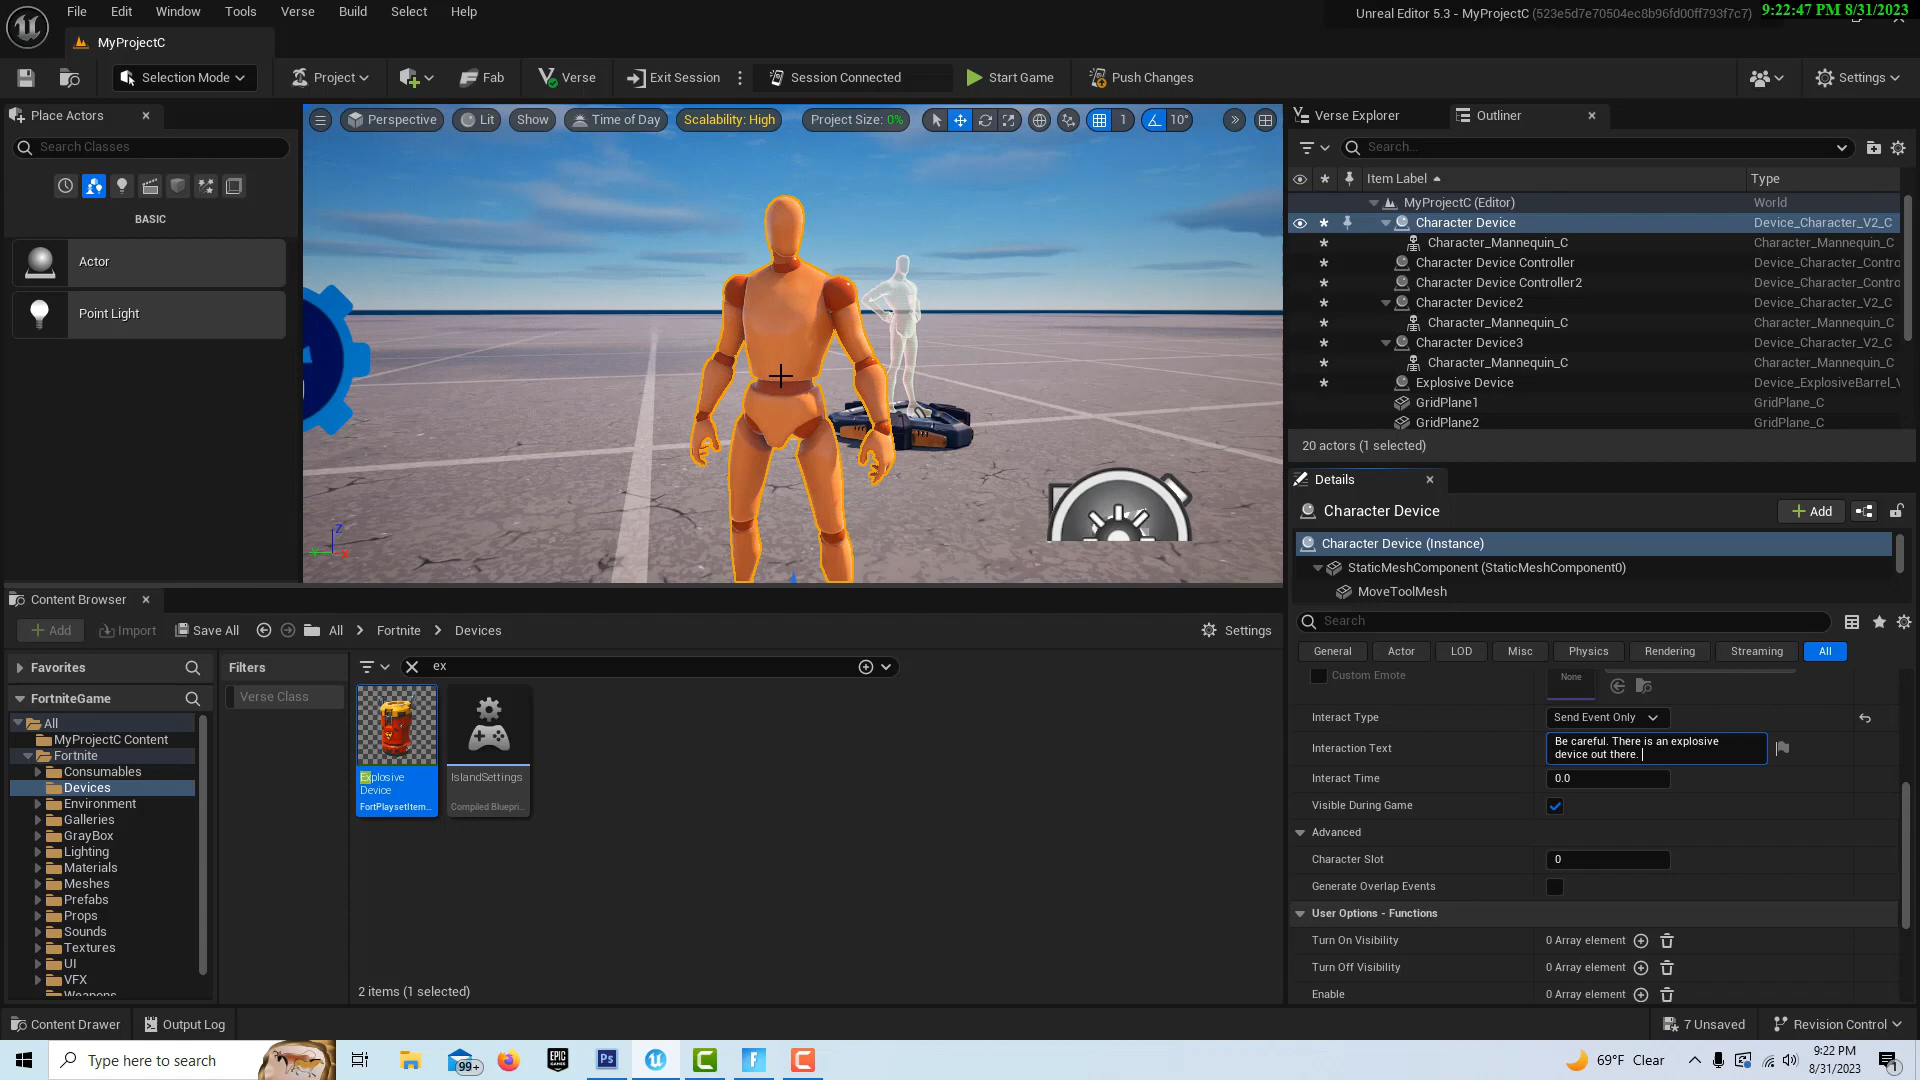 File Edit Window Tools Verse Build Select Help
Unreal Editor 5.3 - MyProjectC (523e5d7e70504ec8b96fd00ff793f7c7)
9:22:47 PM 8/31/2023
MyProjectC
Selection Mode Project Fab Verse Exit Session Session Connected Start Game Push Changes Settings
Place Actors
Search Classes
BASIC
Actor
Point Light
Perspective Lit Show Time of Day Scalability: High Project Size: 0% 1 10°
Z
X
Verse Explorer Outliner
Search...
Item Label Type
MyProjectC (Editor) World
Character Device Device_Character_V2_C
Character_Mannequin_C Character_Mannequin_C
Character Device Controller Device_Character_Contro
Character Device Controller2 Device_Character_Contro
Character Device2 Device_Character_V2_C
Character_Mannequin_C Character_Mannequin_C
Character Device3 Device_Character_V2_C
Character_Mannequin_C Character_Mannequin_C
Explosive Device Device_ExplosiveBarrel_V
GridPlane1 GridPlane_C
GridPlane2 GridPlane_C
20 actors (1 selected)
Details
Character Device
Add
Character Device (Instance)
StaticMeshComponent (StaticMeshComponent0)
MoveToolMesh
Search
General Actor LOD Misc Physics Rendering Streaming All
Custom Emote None
Interact Type Send Event Only
Interaction Text Be careful. There is an explosive
device out there.
Interact Time 0.0
Visible During Game
Advanced
Character Slot 0
Generate Overlap Events
User Options - Functions
Turn On Visibility 0 Array element
Turn Off Visibility 0 Array element
Enable 0 Array element
Content Browser
Add Import Save All All Fortnite Devices Settings
Favorites
FortniteGame
All
MyProjectC Content
Fortnite
Consumables
Devices
Environment
Galleries
GrayBox
Lighting
Materials
Meshes
Prefabs
Props
Sounds
Textures
UI
VFX
Weapons
Filters
Verse Class
ex
Explosive
Device
FortPlaysetItem...
IslandSettings
Compiled Bluepri...
2 items (1 selected)
Content Drawer Output Log
7 Unsaved Revision Control
Type here to search
99+
EPIC
GAMES
Ps
69°F Clear
9:22 PM
8/31/2023
1